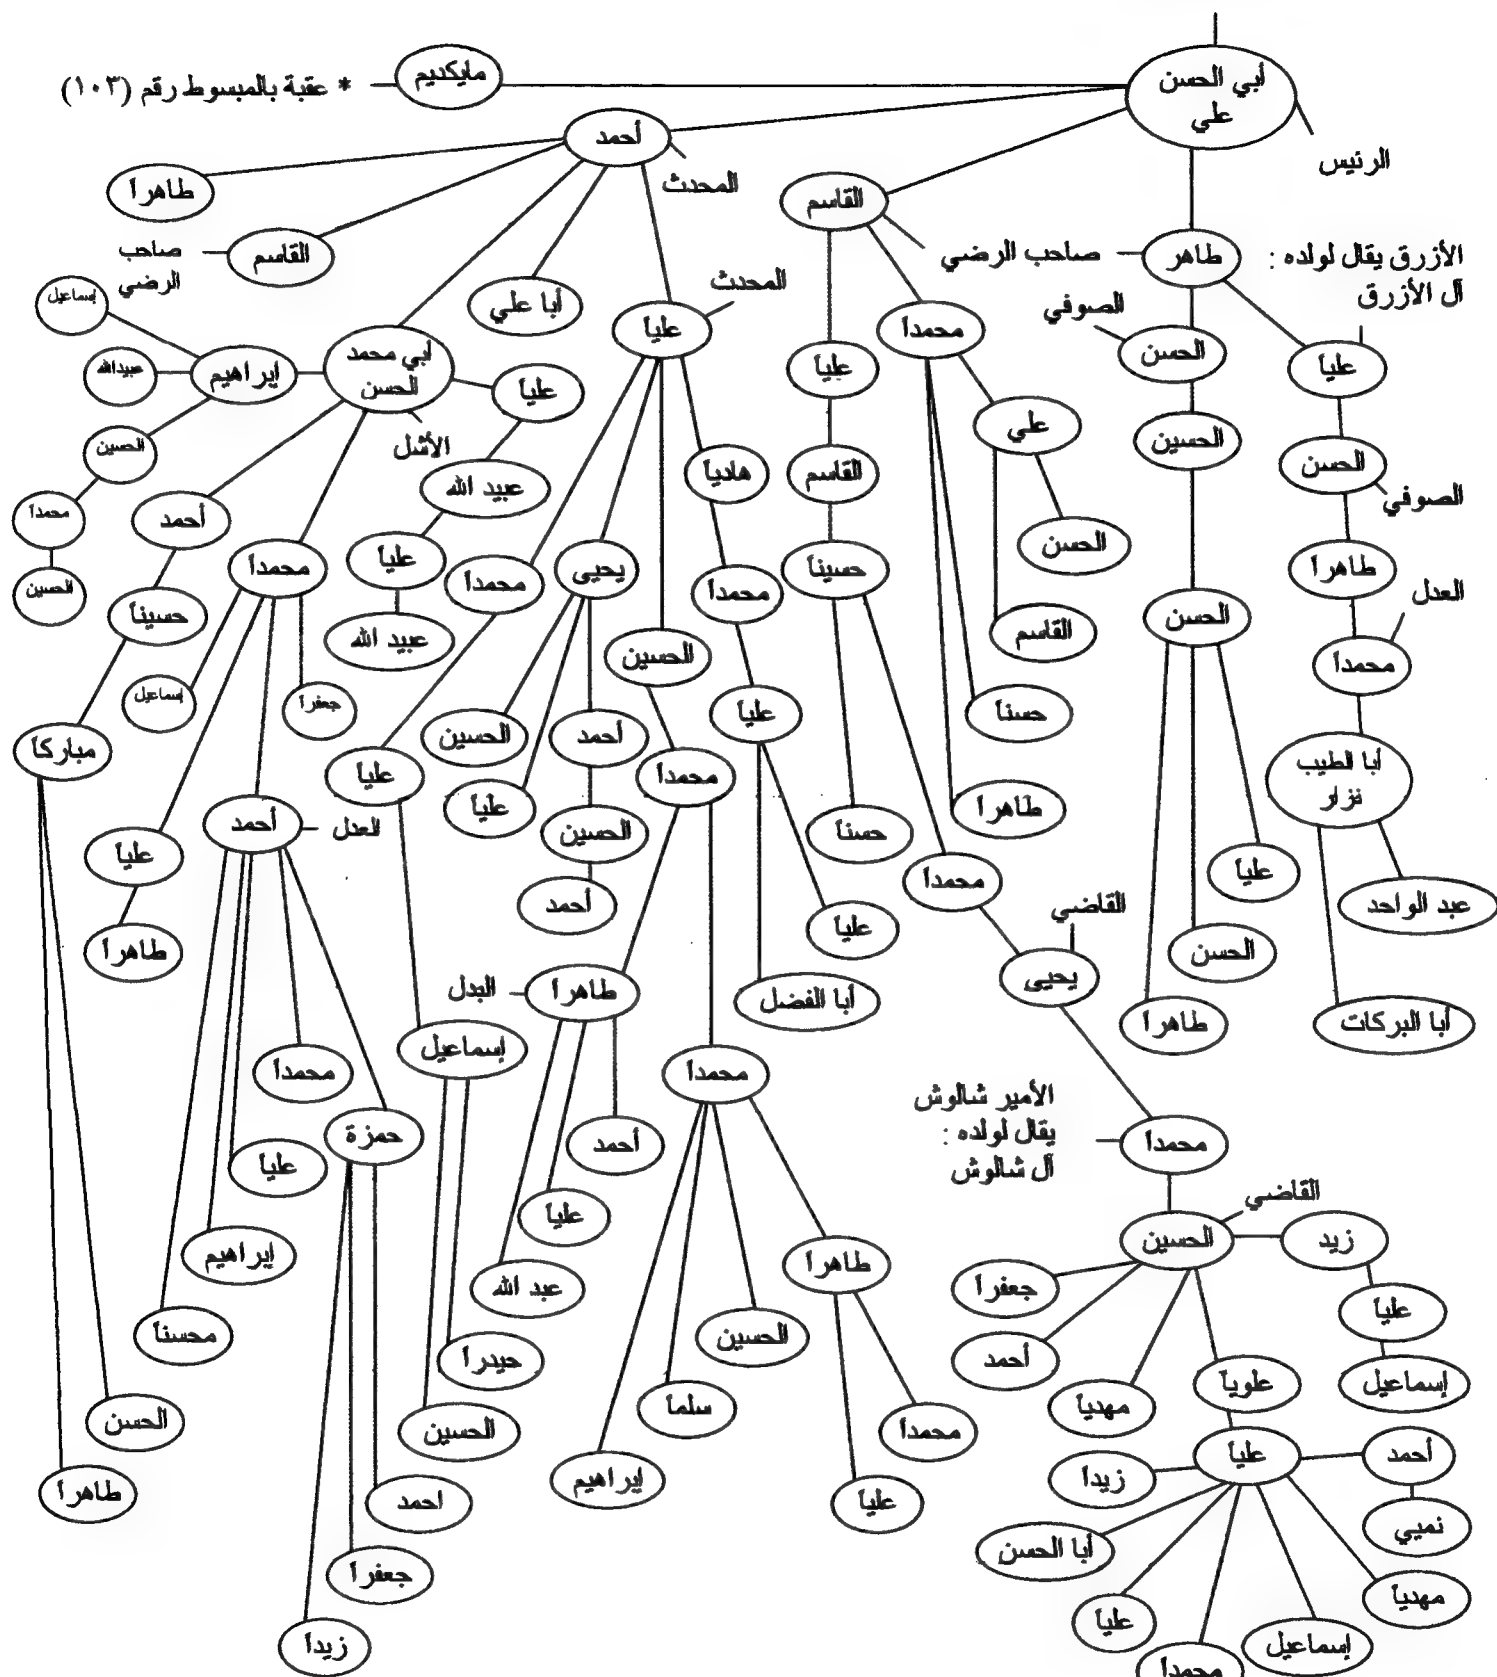 أبي الحسن
علي
الرئيس
مايكديم
* عقبة بالمبسوط رقم (١٠٣)
أحمد
المحدث
طاهراً
القاسم
صاحب
الرضي
القاسم
صاحب الرضي
طاهر
الأزرق يقال لولده :
آل الأزرق
الصوفي
الحسن
علياً
المحدث
علياً
أبا علي
محمداً
علياً
إسماعيل
عبيدالله
إبراهيم
أبي محمد
الحسن
الأشل
علياً
علي
الحسين
الحسن
الصوفي
الحسين
محمداً
الحسين
أحمد
عبيد الله
هادياً
القاسم
الحسن
طاهراً
العدل
محمداً
علياً
عبيد الله
محمداً
يحيى
محمداً
حسيناً
القاسم
الحسن
محمداً
حسيناً
إسماعيل
جعفراً
الحسين
علياً
حسناً
أبا الطيب
نزار
مباركاً
علياً
الحسين
أحمد
محمداً
علياً
الحسين
حسناً
طاهراً
علياً
عبد الواحد
أحمد
العدل
علياً
طاهراً
أحمد
علياً
محمداً
القاضي
يحيى
الحسن
طاهراً
أبا البركات
البدل
طاهراً
أبا الفضل
إسماعيل
محمداً
محمداً
حمزة
أحمد
علياً
الأمير شالوش
يقال لولده :
آل شالوش
محمداً
القاضي
الحسين
زيد
علياً
إسماعيل
إبراهيم
محسناً
علياً
عبد الله
حيدراً
الحسين
الحسين
طاهراً
جعفراً
أحمد
مهدياً
علوياً
الحسن
طاهراً
سلماً
إبراهيم
محمداً
علياً
علياً
أحمد
نميي
زيداً
أبا الحسن
علياً
محمداً
إسماعيل
مهدياً
احمد
جعفراً
زيداً